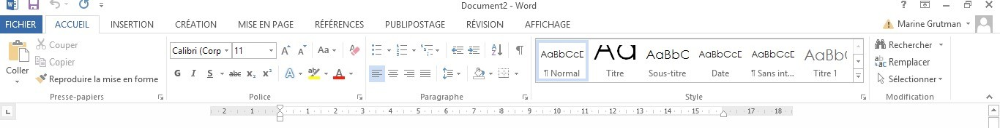 Document2 - Word
FICHIER ACCUEIL INSERTION CRÉATION MISE EN PAGE RÉFÉRENCES PUBLIPOSTAGE RÉVISION AFFICHAGE Marine Grutman
Couper
Copier
Reproduire la mise en forme
Coller
Presse-papiers
Calibri (Corp 11 A A Aa
G I S abc x₂ x² A ab A
Police
Paragraphe
AaBbCcD Aa AaBbC AaBbCcD AaBbCcD AaBbC
¶ Normal Titre Sous-titre Date ¶ Sans int... Titre 1
Style
Rechercher
Remplacer
Sélectionner
Modification
2 1 1 2 3 4 5 6 7 8 9 10 11 12 13 14 15 17 18